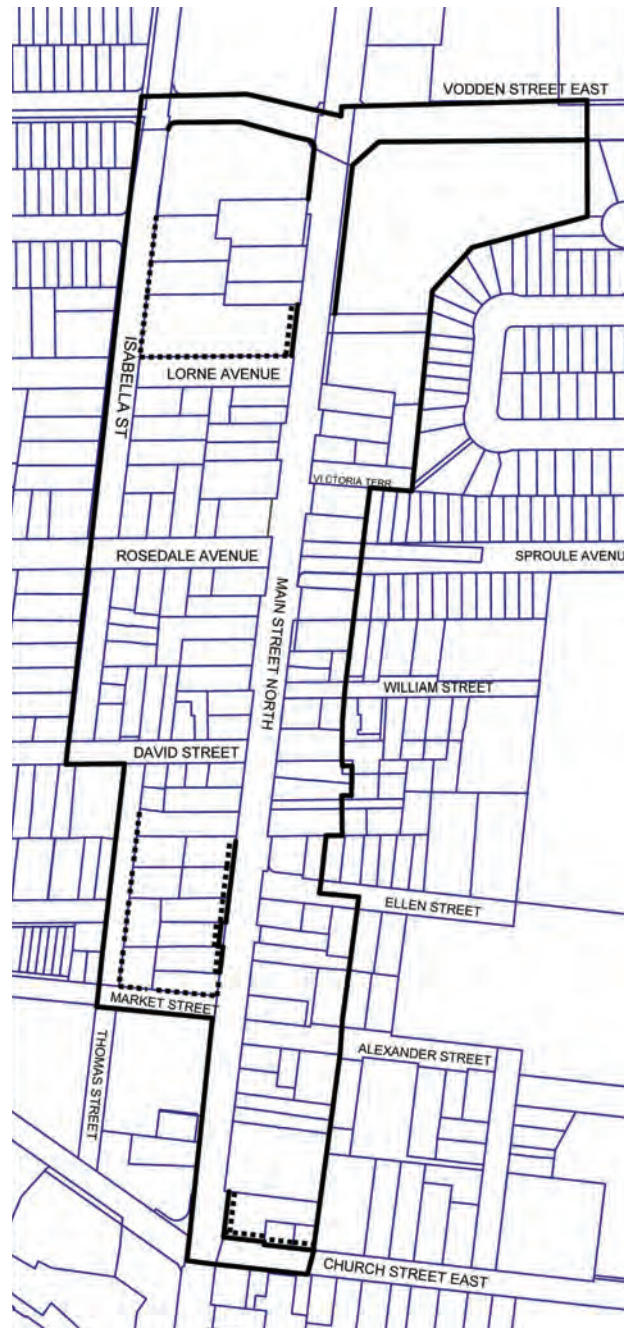 VODDEN STREET EAST
ISABELLA ST
LORNE AVENUE
VICTORIA TERR.
ROSEDALE AVENUE
SPROULE AVENU
MAIN STREET NORTH
WILLIAM STREET
DAVID STREET
ELLEN STREET
MARKET STREET
THOMAS STREET
ALEXANDER STREET
CHURCH STREET EAST